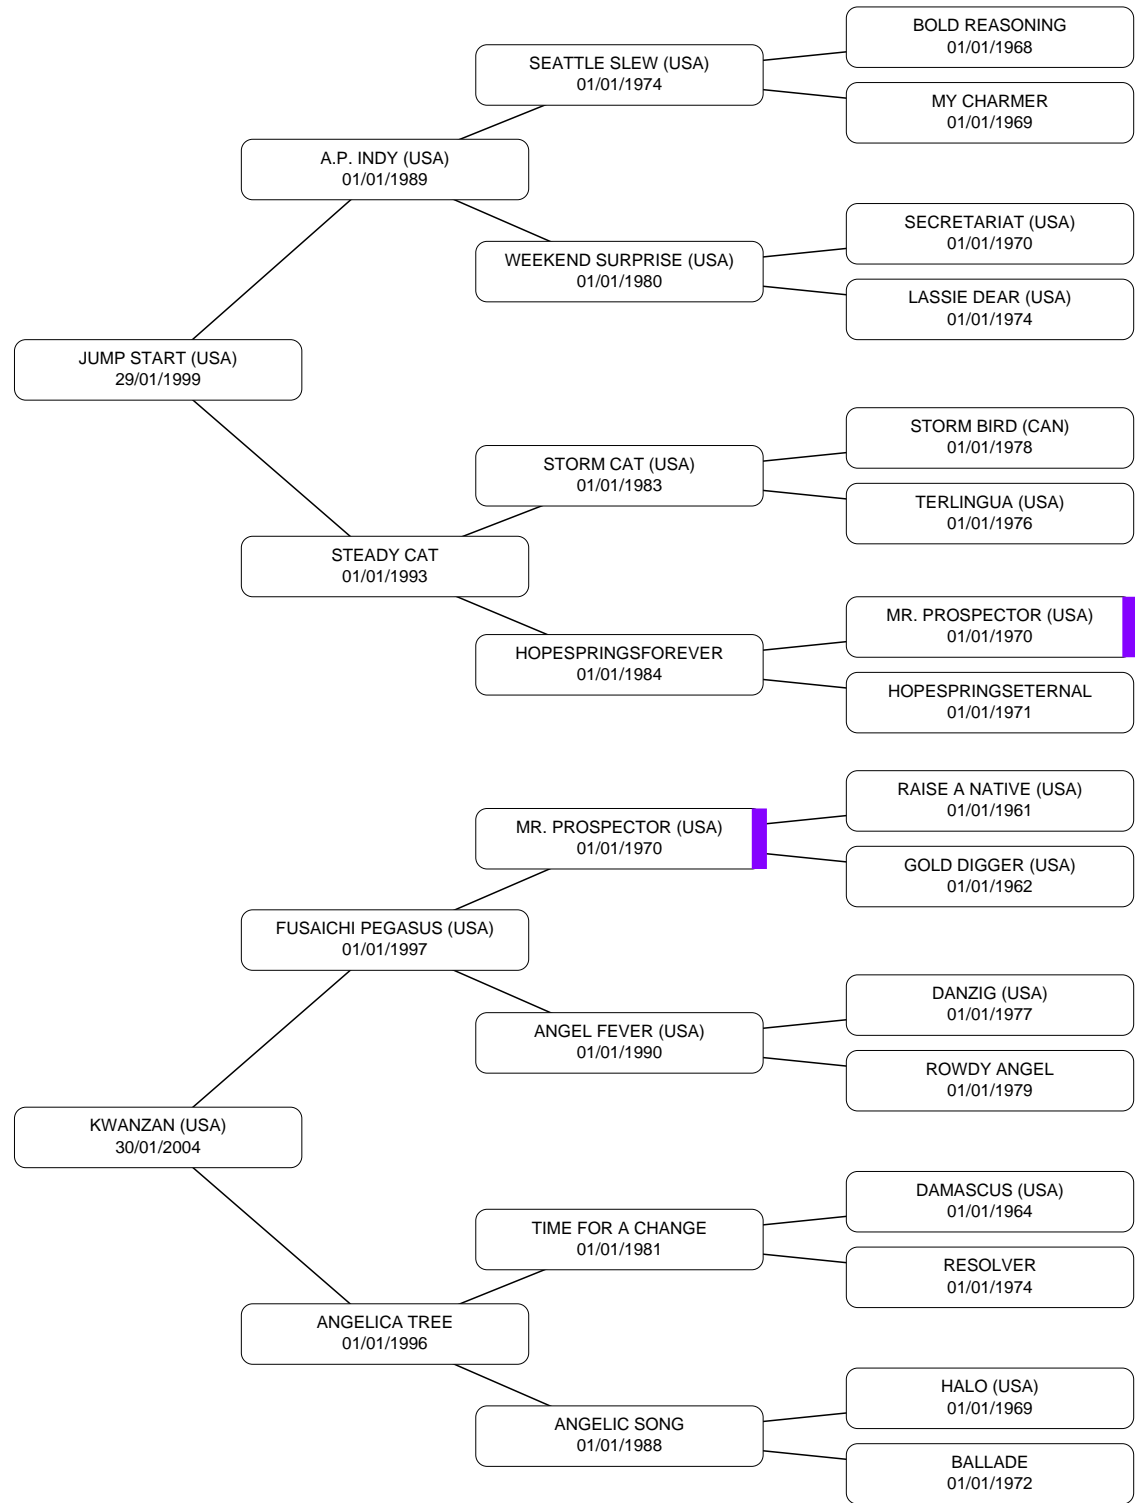 BOLD REASONING
01/01/1968
SEATTLE SLEW (USA)
01/01/1974
MY CHARMER
01/01/1969
A.P. INDY (USA)
01/01/1989
SECRETARIAT (USA)
01/01/1970
WEEKEND SURPRISE (USA)
01/01/1980
LASSIE DEAR (USA)
01/01/1974
JUMP START (USA)
29/01/1999
STORM BIRD (CAN)
01/01/1978
STORM CAT (USA)
01/01/1983
TERLINGUA (USA)
01/01/1976
STEADY CAT
01/01/1993
MR. PROSPECTOR (USA)
01/01/1970
HOPESPRINGSFOREVER
01/01/1984
HOPESPRINGSETERNAL
01/01/1971
RAISE A NATIVE (USA)
01/01/1961
MR. PROSPECTOR (USA)
01/01/1970
GOLD DIGGER (USA)
01/01/1962
FUSAICHI PEGASUS (USA)
01/01/1997
DANZIG (USA)
01/01/1977
ANGEL FEVER (USA)
01/01/1990
ROWDY ANGEL
01/01/1979
KWANZAN (USA)
30/01/2004
DAMASCUS (USA)
01/01/1964
TIME FOR A CHANGE
01/01/1981
RESOLVER
01/01/1974
ANGELICA TREE
01/01/1996
HALO (USA)
01/01/1969
ANGELIC SONG
01/01/1988
BALLADE
01/01/1972